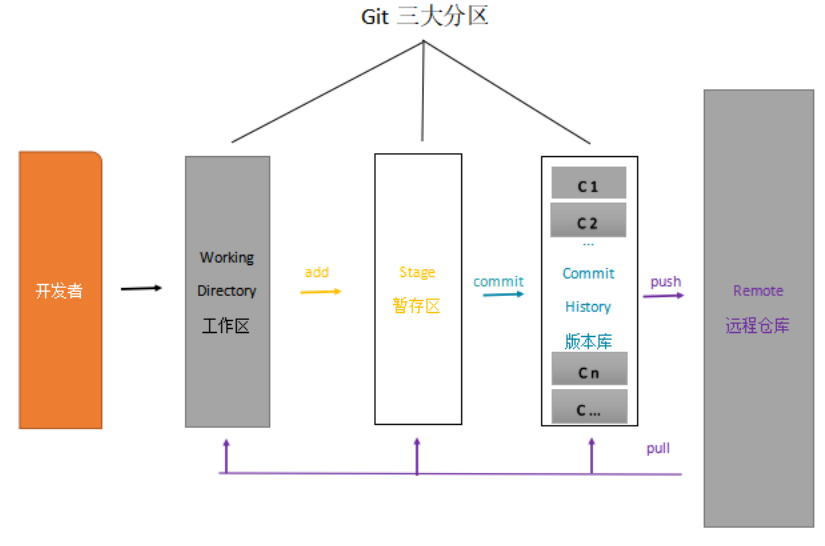 Git 三大分区
开发者
Working
Directory
工作区
add
Stage
暂存区
commit
C 1
C 2
...
Commit
History
版本库
C n
C ...
push
Remote
远程仓库
pull